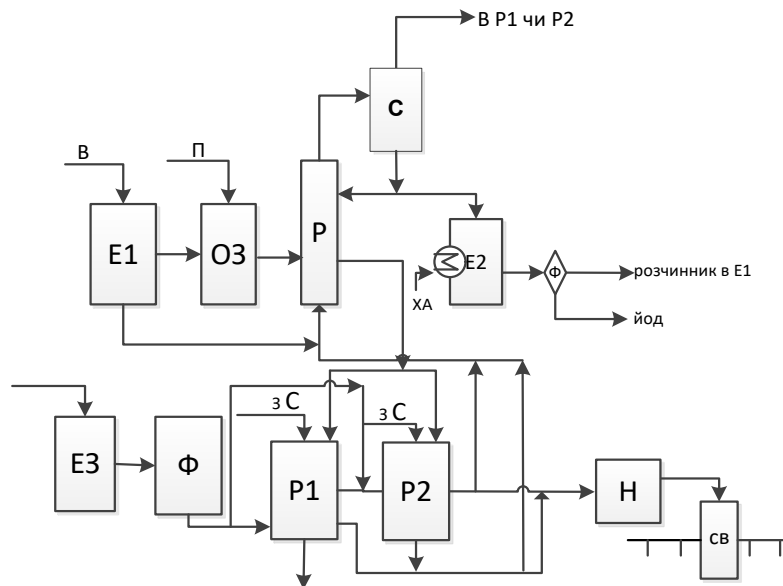 В Р1 чи Р2
С
В
П
Р
Е1
ОЗ
Е2
Ф
розчинник в Е1
ХА
йод
з С
з С
Е3
Ф
Р1
Р2
Н
св